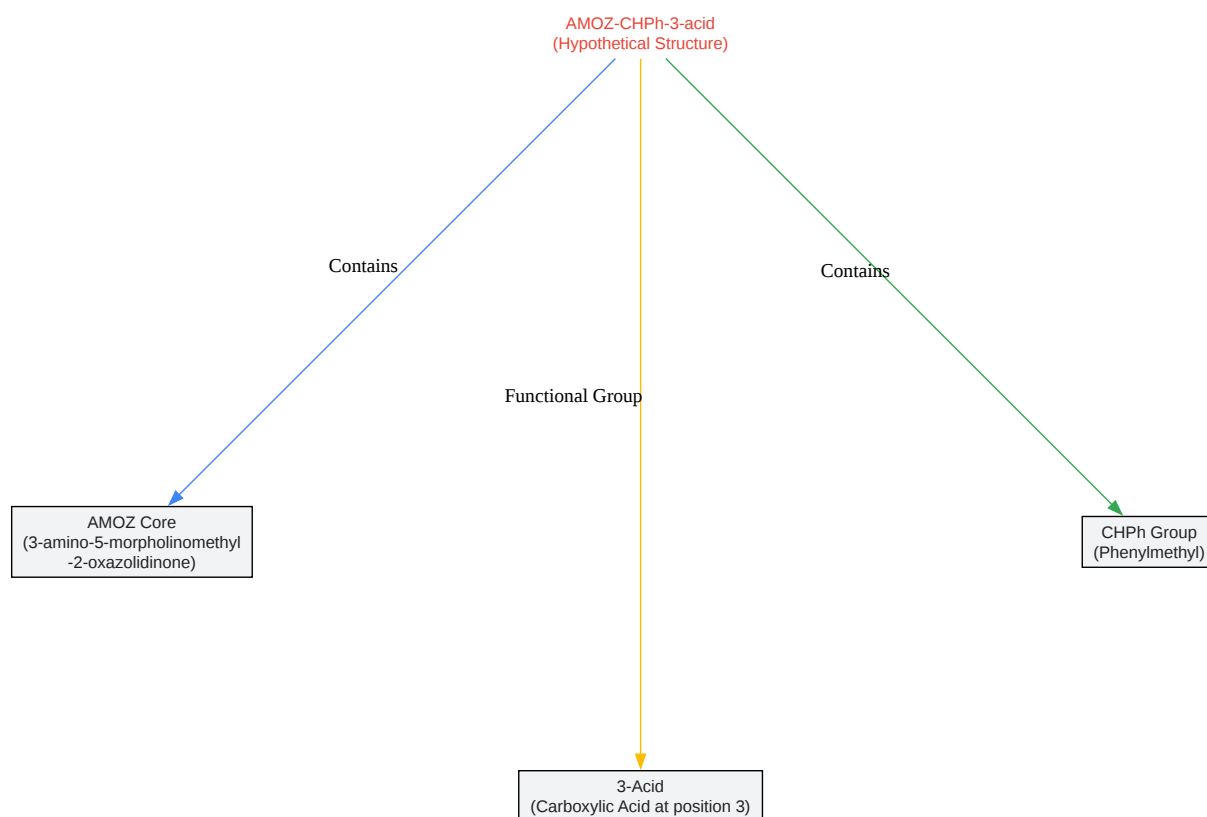 AMOZ-CHPh-3-acid
(Hypothetical Structure)
Contains
Contains
Functional Group
AMOZ Core
(3-amino-5-morpholinomethyl
-2-oxazolidinone)
CHPh Group
(Phenylmethyl)
3-Acid
(Carboxylic Acid at position 3)